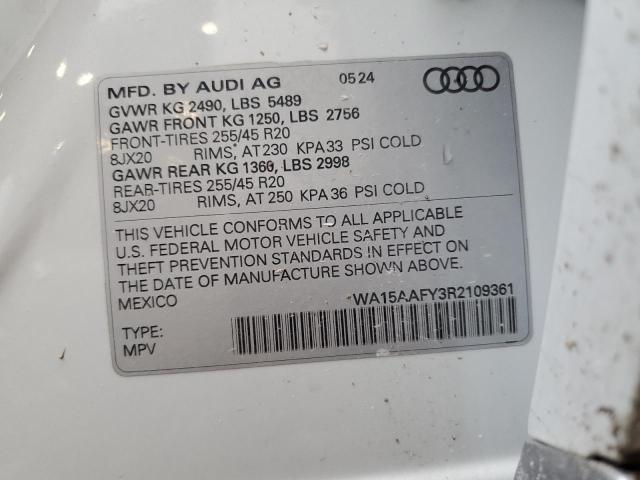 MFD. BY AUDI AG 0524
GVWR KG 2490, LBS 5489
GAWR FRONT KG 1250, LBS 2756
FRONT-TIRES 255/45 R20
8JX20 RIMS, AT 230 KPA 33 PSI COLD
GAWR REAR KG 1360, LBS 2998
REAR-TIRES 255/45 R20
8JX20 RIMS, AT 250 KPA 36 PSI COLD
THIS VEHICLE CONFORMS TO ALL APPLICABLE
U.S. FEDERAL MOTOR VEHICLE SAFETY AND
THEFT PREVENTION STANDARDS IN EFFECT ON
THE DATE OF MANUFACTURE SHOWN ABOVE.
MEXICO WA15AAFY3R2109361
TYPE:
MPV